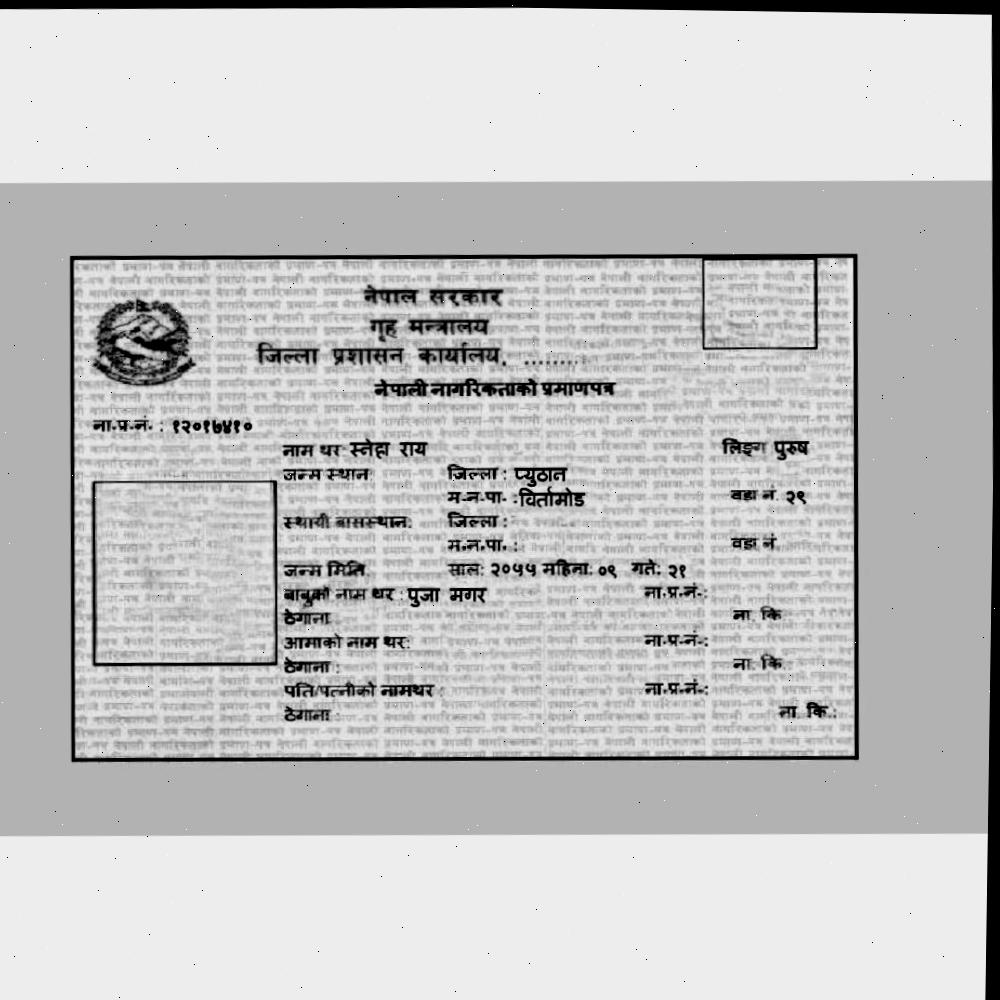 नेपाल सरकार
गृह मन्त्रालय
जिल्ला प्रशासन कार्यालय, .........
नेपाली नागरिकताको प्रमाणपत्र
ना.प्र.नं. : १२०१७४१०
नाम थर स्नेहा राय लिङ्ग पुरुष
जन्म स्थान जिल्ला : प्युठान
म.न.पा. : विर्तामोड वडा नं. २९
स्थायी बासस्थान: जिल्ला :
म.न.पा. : वडा नं.
जन्म मिति साल: २०५५ महिना: ०९ गते: २१
बाबुको नाम थर : पुजा मगर ना.प्र.नं.:
ठेगाना ना. कि
आमाको नाम थर: ना.प्र.नं.:
ठेगाना : ना. कि
पति/पत्नीको नामथर : ना.प्र.नं.:
ठेगाना : ना. कि.: